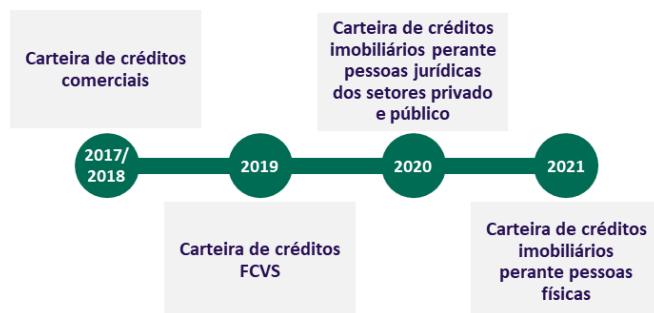 Carteira de créditos
comerciais
Carteira de créditos
imobiliários perante
pessoas jurídicas
dos setores privado
e público
2017/
2018
2019
2020
2021
Carteira de créditos
FCVS
Carteira de créditos
imobiliários
perante pessoas
físicas